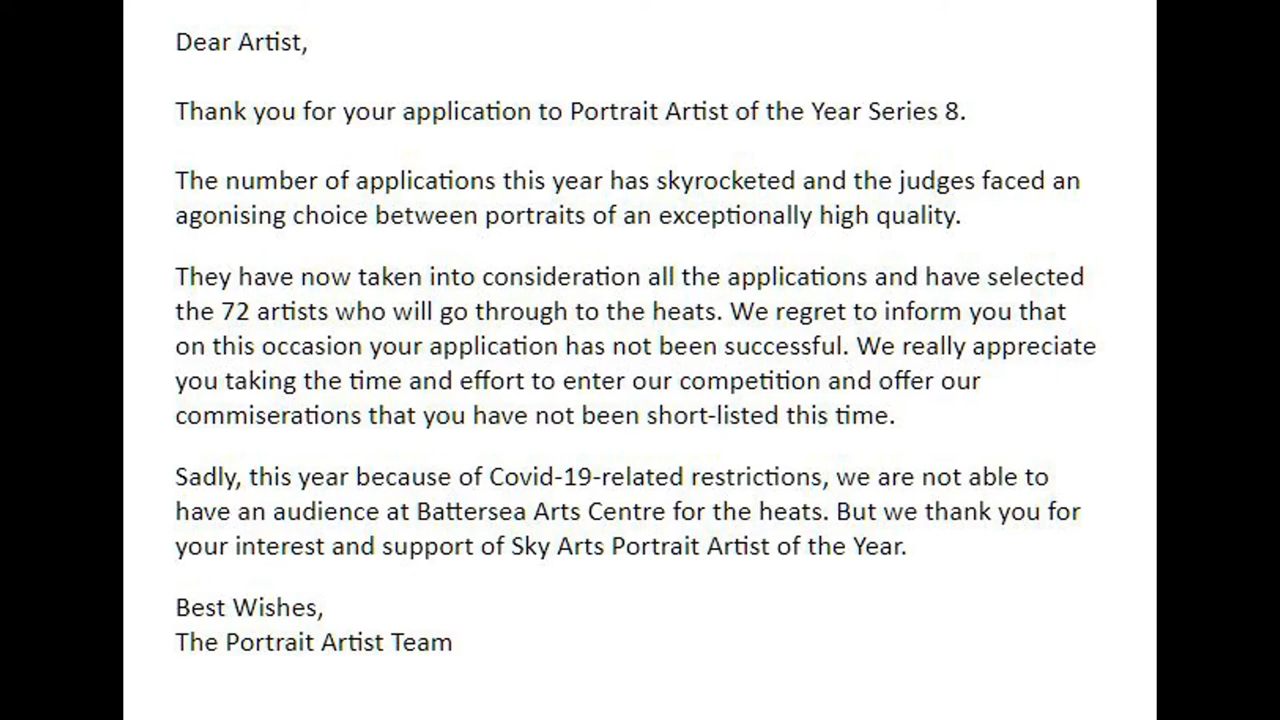 Dear Artist,
Thank you for your application to Portrait Artist of the Year Series 8.
The number of applications this year has skyrocketed and the judges faced an
agonising choice between portraits of an exceptionally high quality.
They have now taken into consideration all the applications and have selected
the 72 artists who will go through to the heats. We regret to inform you that
on this occasion your application has not been successful. We really appreciate
you taking the time and effort to enter our competition and offer our
commiserations that you have not been short-listed this time.
Sadly, this year because of Covid-19-related restrictions, we are not able to
have an audience at Battersea Arts Centre for the heats. But we thank you for
your interest and support of Sky Arts Portrait Artist of the Year.
Best Wishes,
The Portrait Artist Team